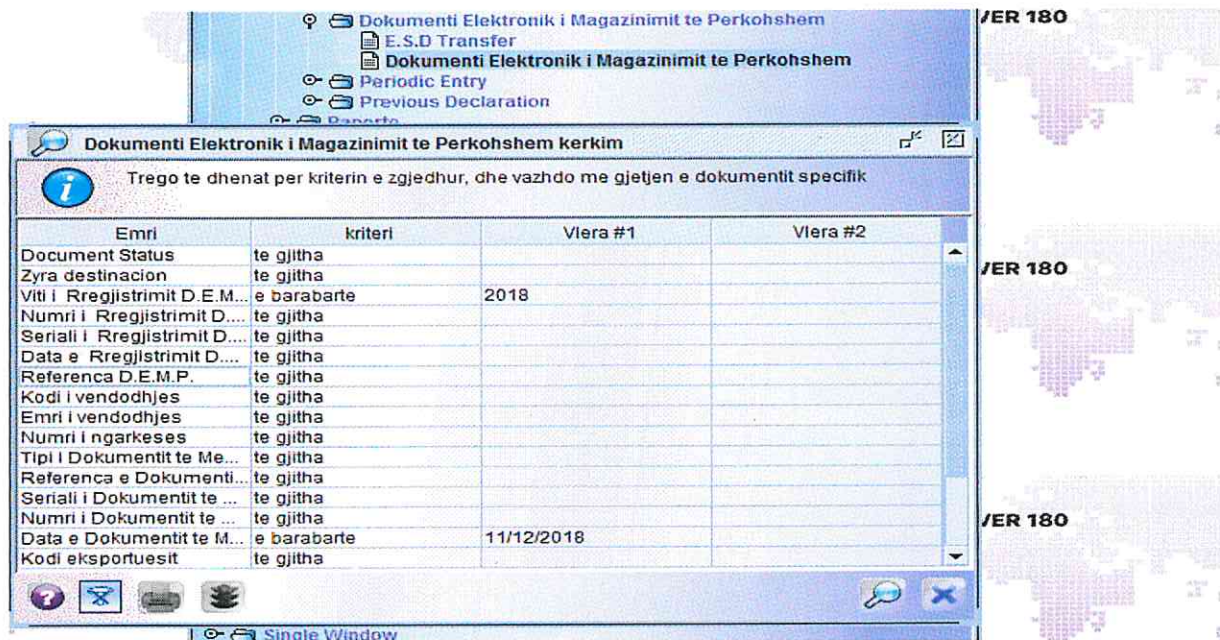 Dokumenti Elektronik i Magazinimit te Perkohshem
VER 180
E.S.D Transfer
Dokumenti Elektronik i Magazinimit te Perkohshem
Periodic Entry
Previous Declaration
Raporte
Dokumenti Elektronik i Magazinimit te Perkohshem kerkim
Trego te dhenat per kriterin e zgjedhur, dhe vazhdo me gjetjen e dokumentit specifik
Emri kriteri Vlera #1 Vlera #2
Document Status te gjitha
Zyra destinacion te gjitha
VER 180
Viti i Rregjistrimit D.E.M... e barabarte 2018
Numri i Rregjistrimit D.... te gjitha
Seriali i Rregjistrimit D.... te gjitha
Data e Rregjistrimit D.... te gjitha
Referenca D.E.M.P. te gjitha
Kodi i vendodhjes te gjitha
Emri i vendodhjes te gjitha
Numri i ngarkeses te gjitha
Tipi i Dokumentit te Me... te gjitha
Referenca e Dokumenti... te gjitha
Seriali i Dokumentit te ... te gjitha
Numri i Dokumentit te ... te gjitha
VER 180
Data e Dokumentit te M... e barabarte 11/12/2018
Kodi eksportuesit te gjitha
Single Window